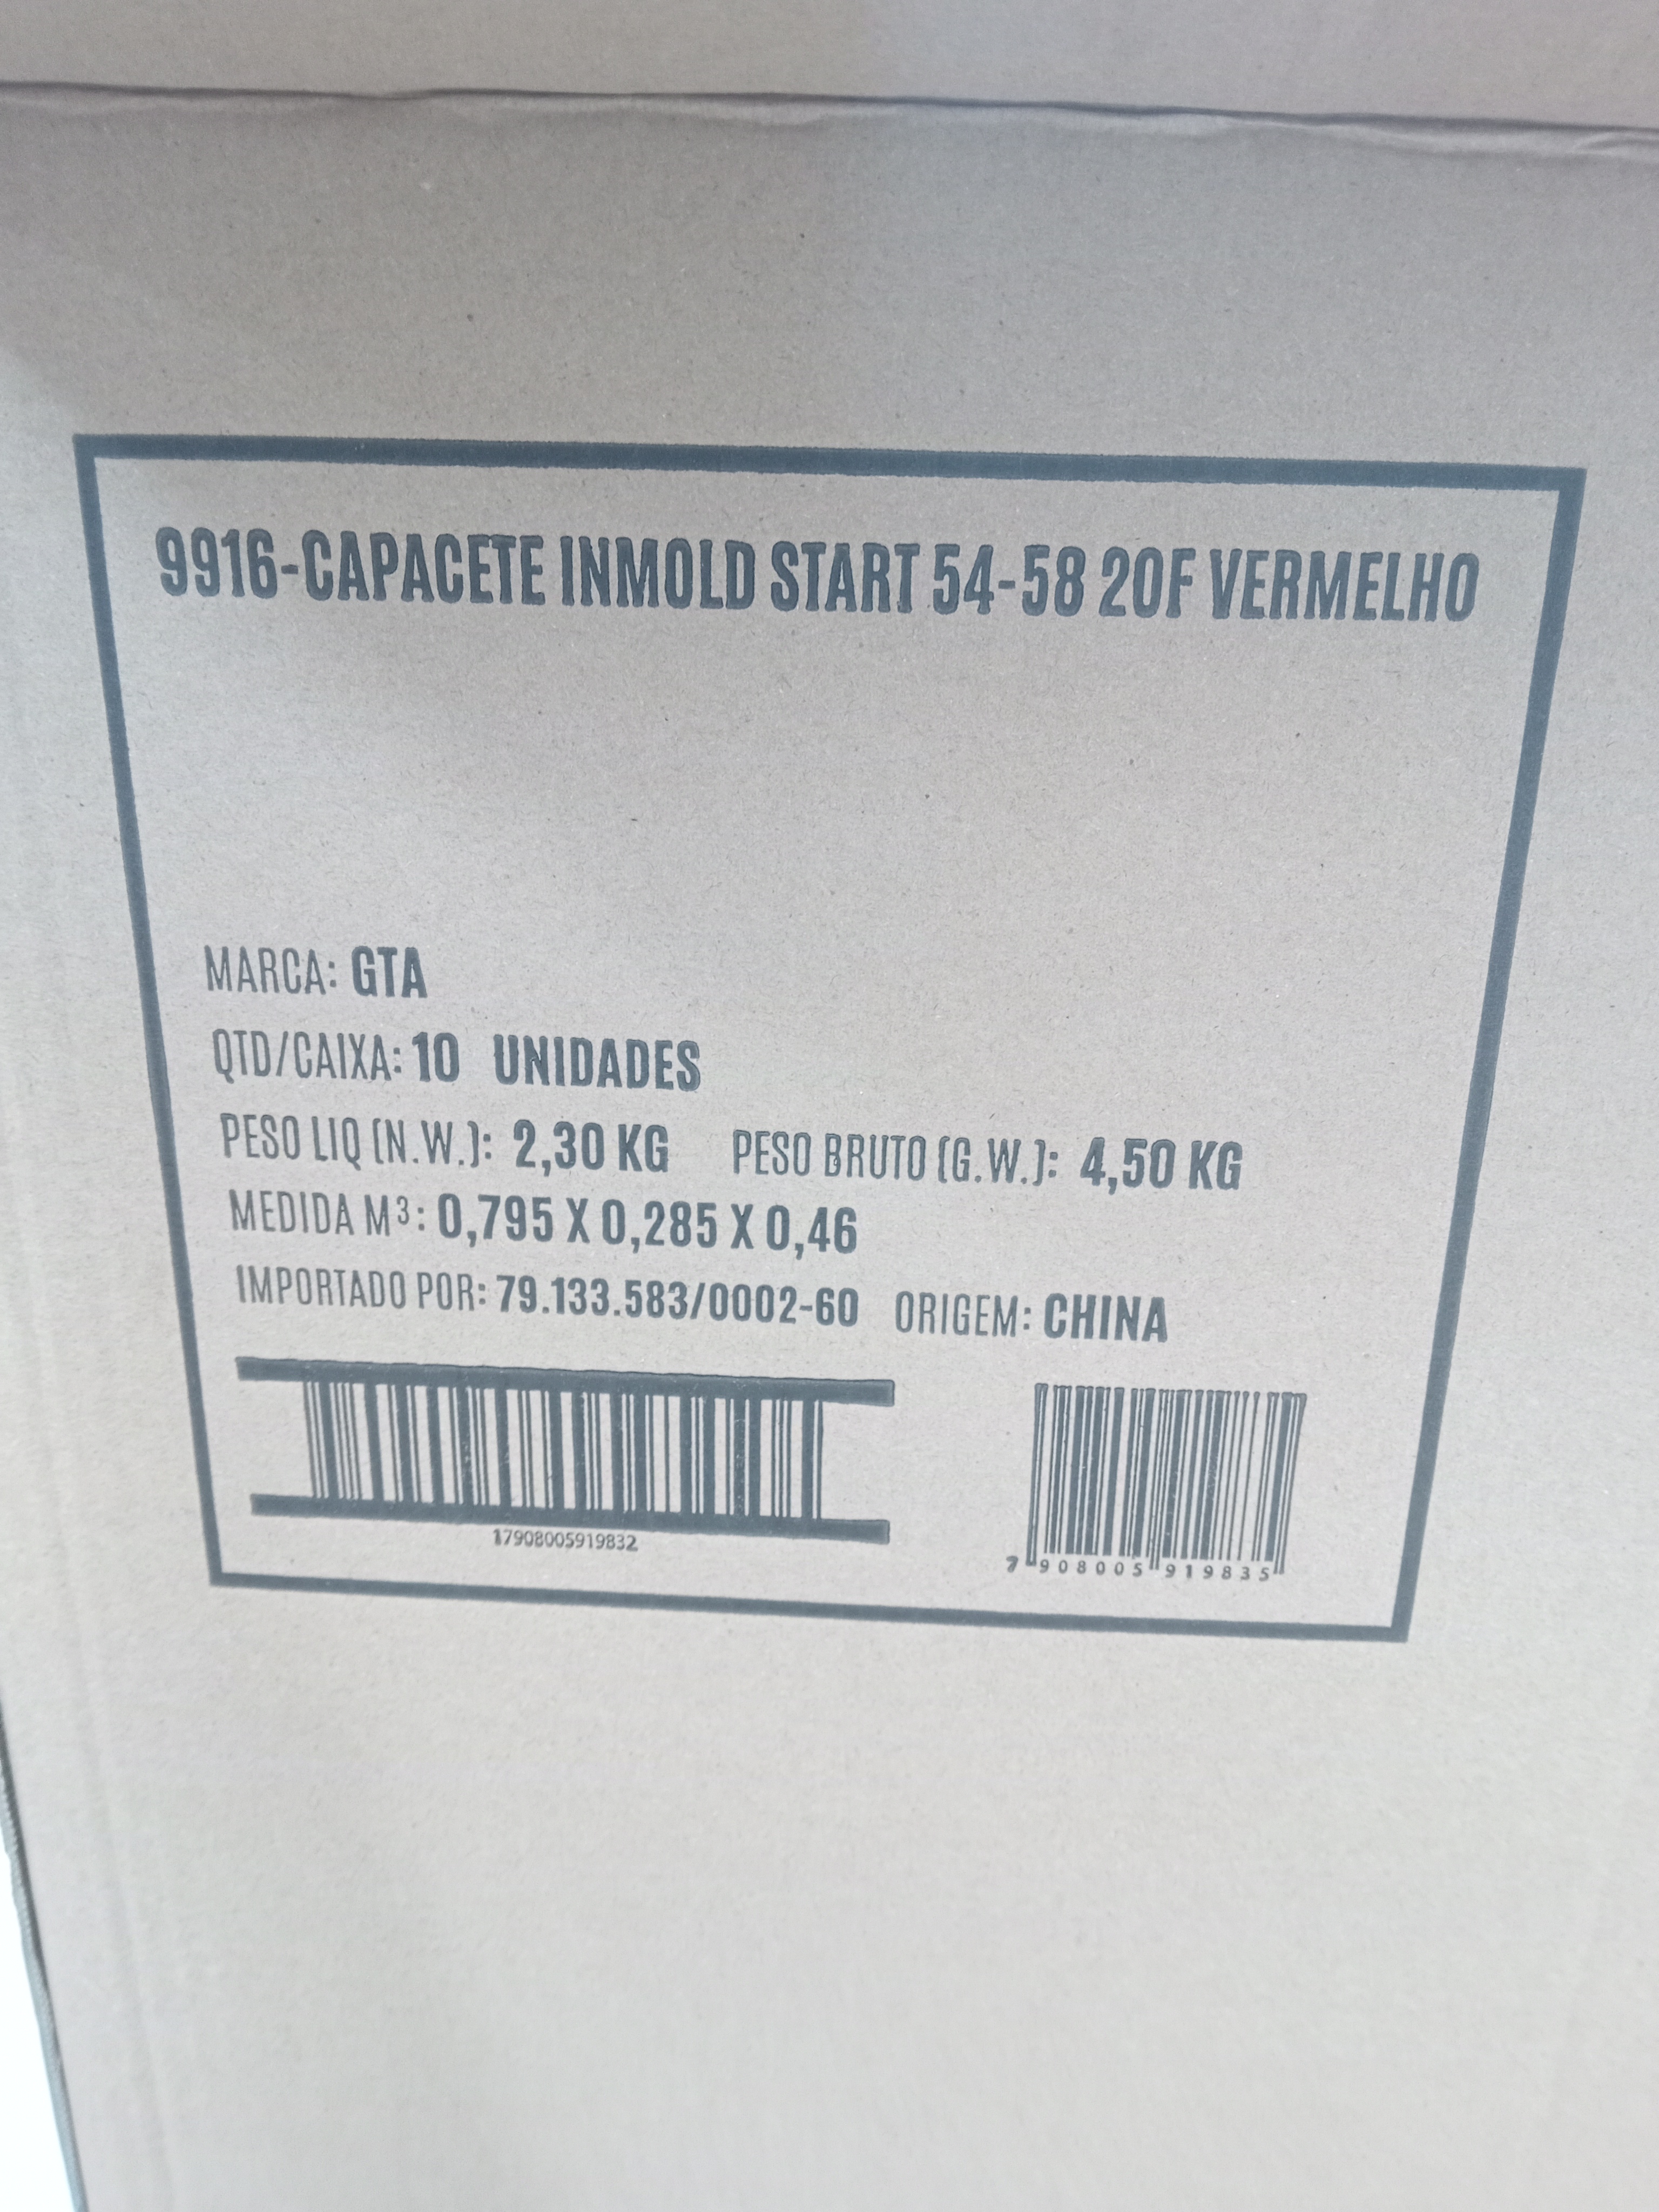 9916-CAPACETE INMOLD START 54-58 20F VERMELHO
MARCA: GTA
QTD/CAIXA: 10 UNIDADES
PESO LIQ (N.W.): 2,30 KG PESO BRUTO (G.W.): 4,50 KG
MEDIDA M³: 0,795 X 0,285 X 0,46
IMPORTADO POR: 79.133.583/0002-60 ORIGEM: CHINA
17908005919832
7 908005 919835